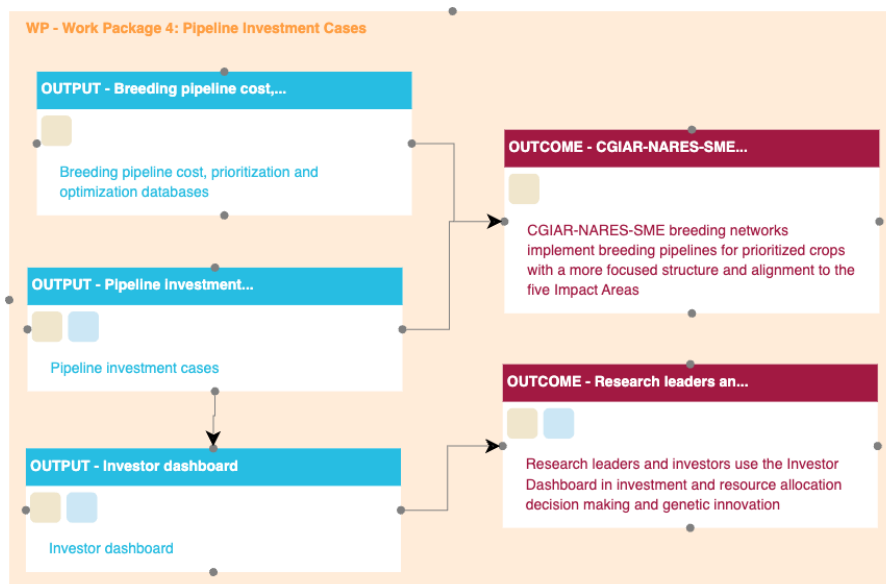 WP - Work Package 4: Pipeline Investment Cases
OUTPUT - Breeding pipeline cost,...
Breeding pipeline cost, prioritization and
optimization databases
OUTPUT - Pipeline investment...
Pipeline investment cases
OUTPUT - Investor dashboard
Investor dashboard
OUTCOME - CGIAR-NARES-SME...
CGIAR-NARES-SME breeding networks
implement breeding pipelines for prioritized crops
with a more focused structure and alignment to the
five Impact Areas
OUTCOME - Research leaders an...
Research leaders and investors use the Investor
Dashboard in investment and resource allocation
decision making and genetic innovation